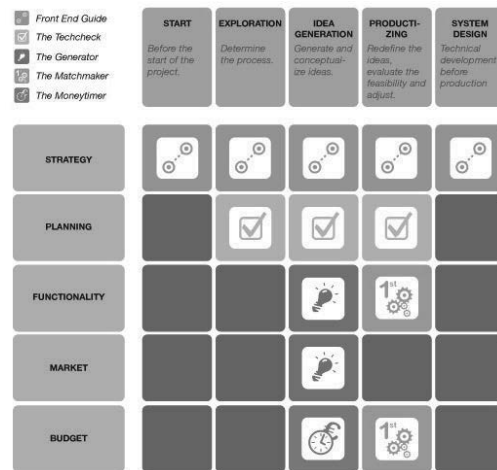 Front End Guide
The Techcheck
The Generator
The Matchmaker
The Moneytimer
START
Before the
start of the
project.
EXPLORATION
Determine
the process.
IDEA
GENERATION
Generate and
conceptual-
ize ideas.
PRODUCTI-
ZING
Redefine the
ideas,
evaluate the
feasibility and
adjust.
SYSTEM
DESIGN
Technical
development
before
production
STRATEGY
PLANNING
FUNCTIONALITY
1st
MARKET
BUDGET
€
1st